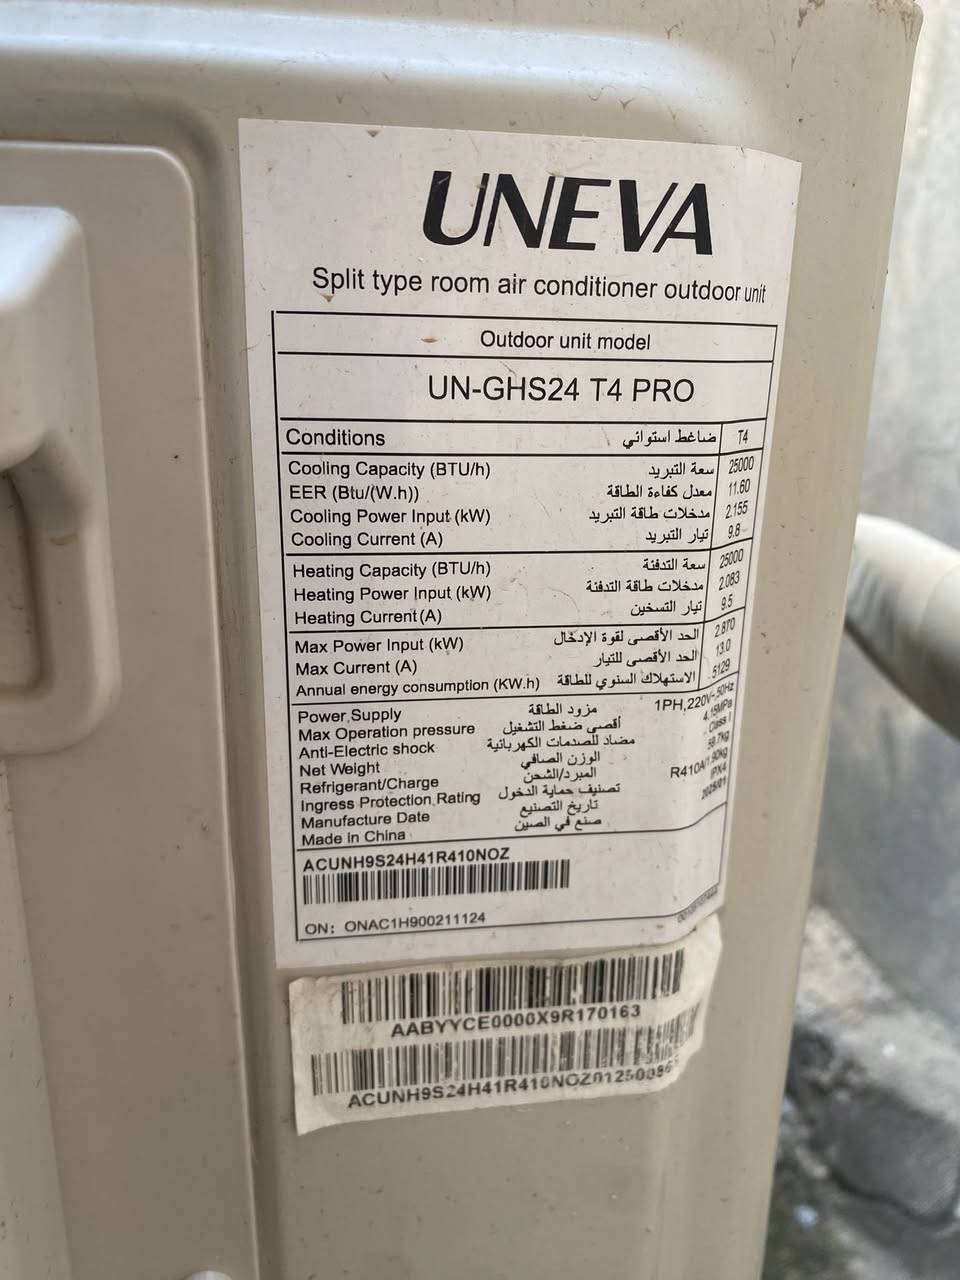 UNEVA
Split type room air conditioner outdoor unit
Outdoor unit model
UN-GHS24 T4 PRO
Conditions ضاغط استوائي T4
Cooling Capacity (BTU/h) سعة التبريد 25000
EER (Btu/(W.h)) معدل كفاءة الطاقة 11.60
Cooling Power Input (kW) مدخلات طاقة التبريد 2.155
Cooling Current (A) تيار التبريد 9.8
Heating Capacity (BTU/h) سعة التدفئة 25000
Heating Power Input (kW) مدخلات طاقة التدفئة 2.083
Heating Current (A) تيار التسخين 9.5
Max Power Input (kW) الحد الأقصى لقوة الإدخال 2.870
Max Current (A) الحد الأقصى للتيار 13.0
Annual energy consumption (KW.h) الاستهلاك السنوي للطاقة 5129
Power Supply مزود الطاقة 1PH,220V~,50Hz
Max Operation pressure أقصى ضغط التشغيل 4.15MPa
Anti-Electric shock مضاد للصدمات الكهربائية Class I
Net Weight الوزن الصافي
Refrigerant/Charge المبرد/الشحن R410A/1.90kg
Ingress Protection Rating تصنيف حماية الدخول IPX4
Manufacture Date تاريخ التصنيع 2025/01
Made in China صنع في الصين
ACUNH9S24H41R410NOZ
ON: ONAC1H900211124
AABYYCE0000X9R170163
ACUNH9S24H41R410NOZ01250086